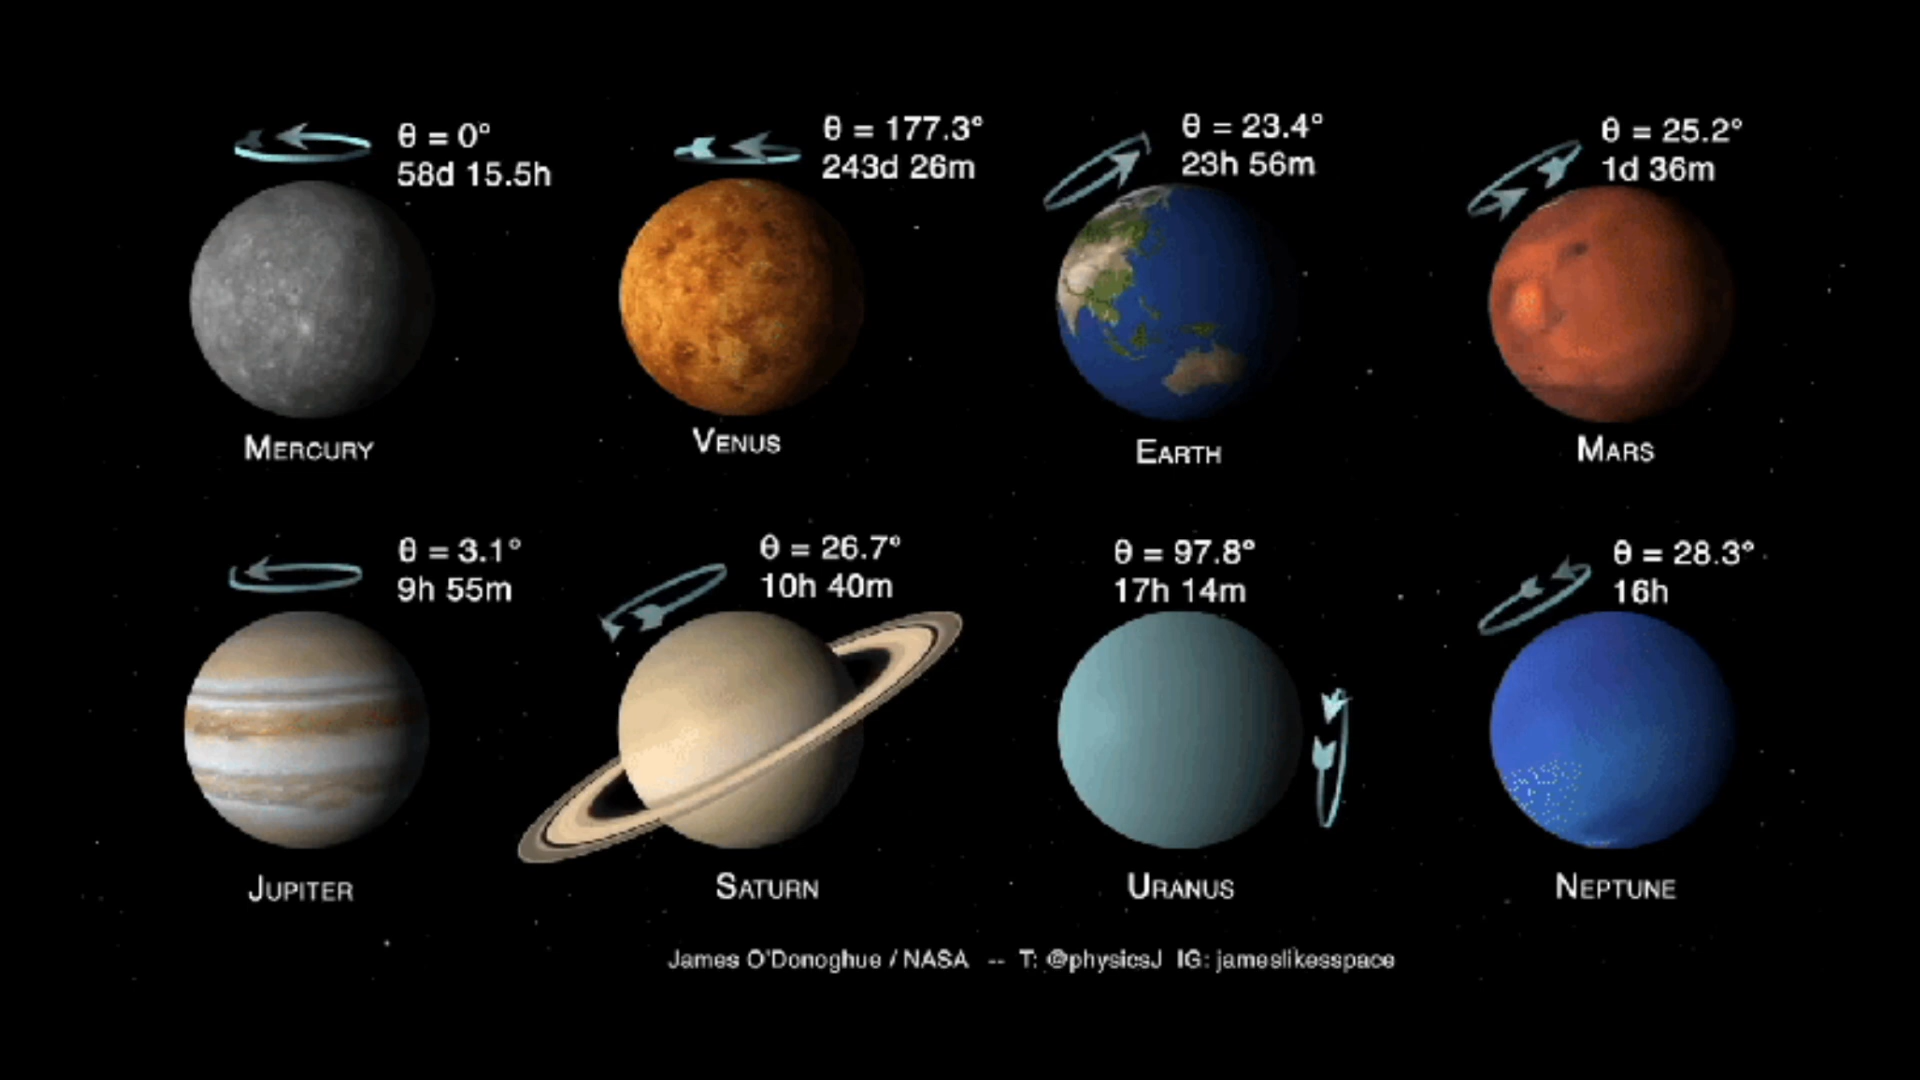 θ = 0°
58d 15.5h
MERCURY
θ = 177.3°
243d 26m
VENUS
θ = 23.4°
23h 56m
EARTH
θ = 25.2°
1d 36m
MARS
θ = 3.1°
9h 55m
JUPITER
θ = 26.7°
10h 40m
SATURN
θ = 97.8°
17h 14m
URANUS
θ = 28.3°
16h
NEPTUNE
James O'Donoghue / NASA -- T: @physicsJ IG: jameslikesspace